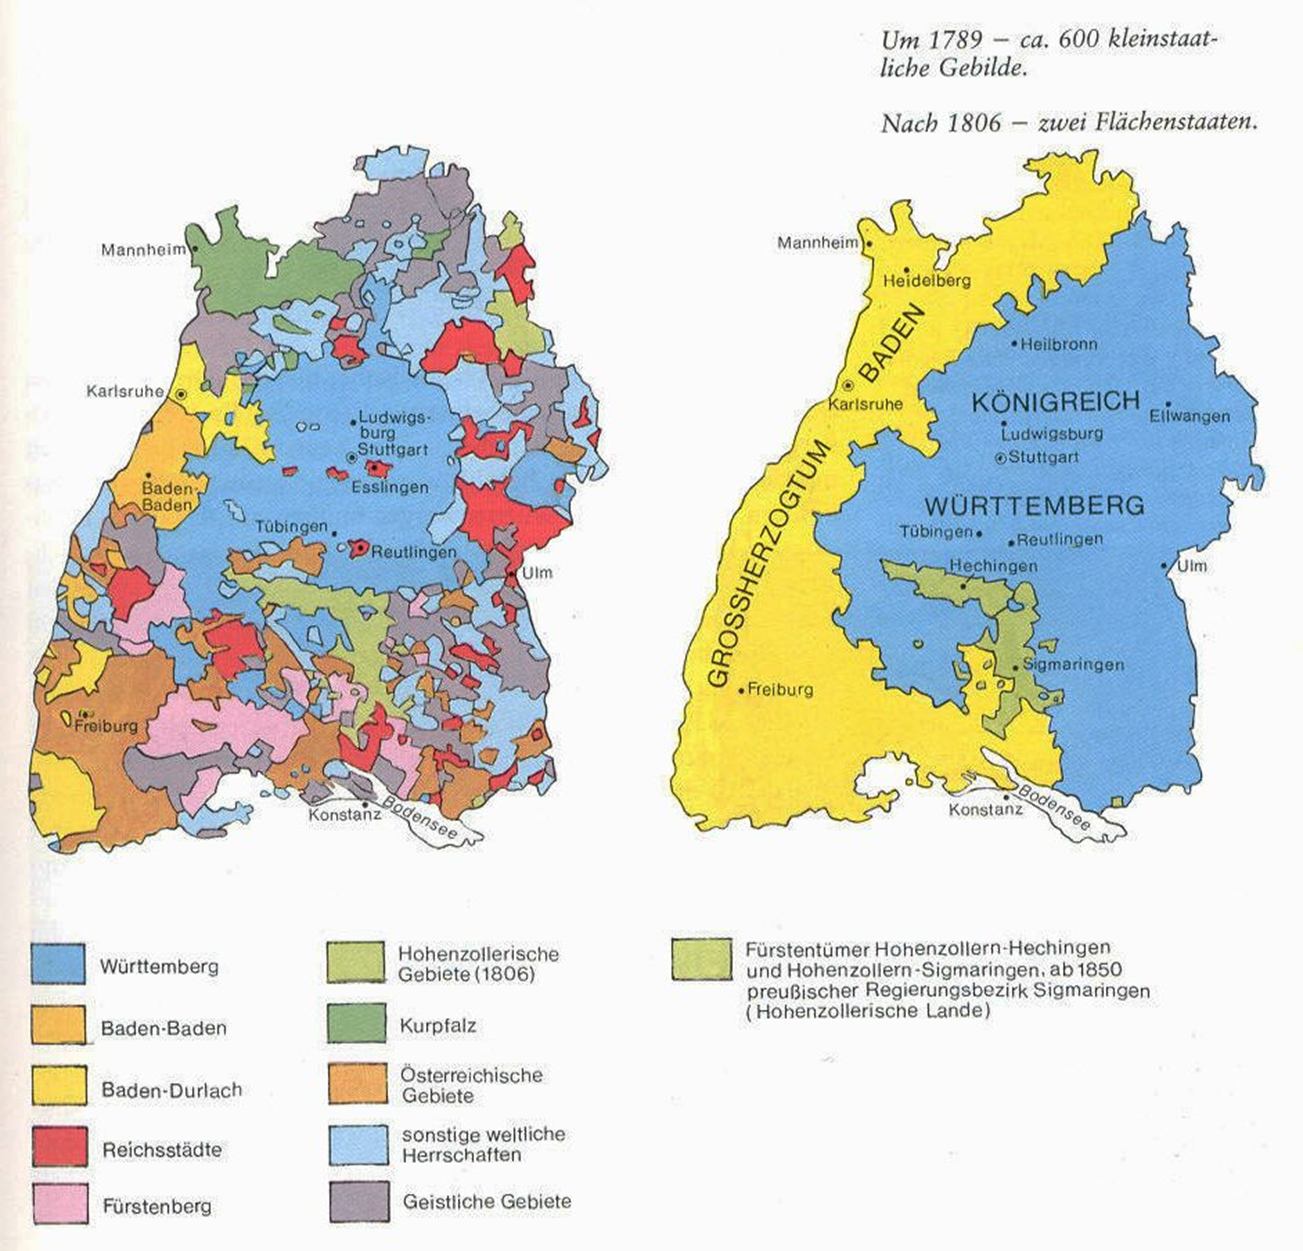 Um 1789 – ca. 600 kleinstaat-
liche Gebilde.
Nach 1806 – zwei Flächenstaaten.
Mannheim
Karlsruhe
Ludwigs-
burg
Stuttgart
Esslingen
Baden-
Baden
Tübingen
Reutlingen
Ulm
Freiburg
Konstanz
Bodensee
Mannheim
Heidelberg
BADEN
Heilbronn
Karlsruhe
KÖNIGREICH
Ellwangen
Ludwigsburg
Stuttgart
GROSSHERZOGTUM
WÜRTTEMBERG
Tübingen
Reutlingen
Hechingen
Ulm
Sigmaringen
Freiburg
Konstanz
Bodensee
Württemberg
Baden-Baden
Baden-Durlach
Reichsstädte
Fürstenberg
Hohenzollerische
Gebiete (1806)
Kurpfalz
Österreichische
Gebiete
sonstige weltliche
Herrschaften
Geistliche Gebiete
Fürstentümer Hohenzollern-Hechingen
und Hohenzollern-Sigmaringen, ab 1850
preußischer Regierungsbezirk Sigmaringen
(Hohenzollerische Lande)